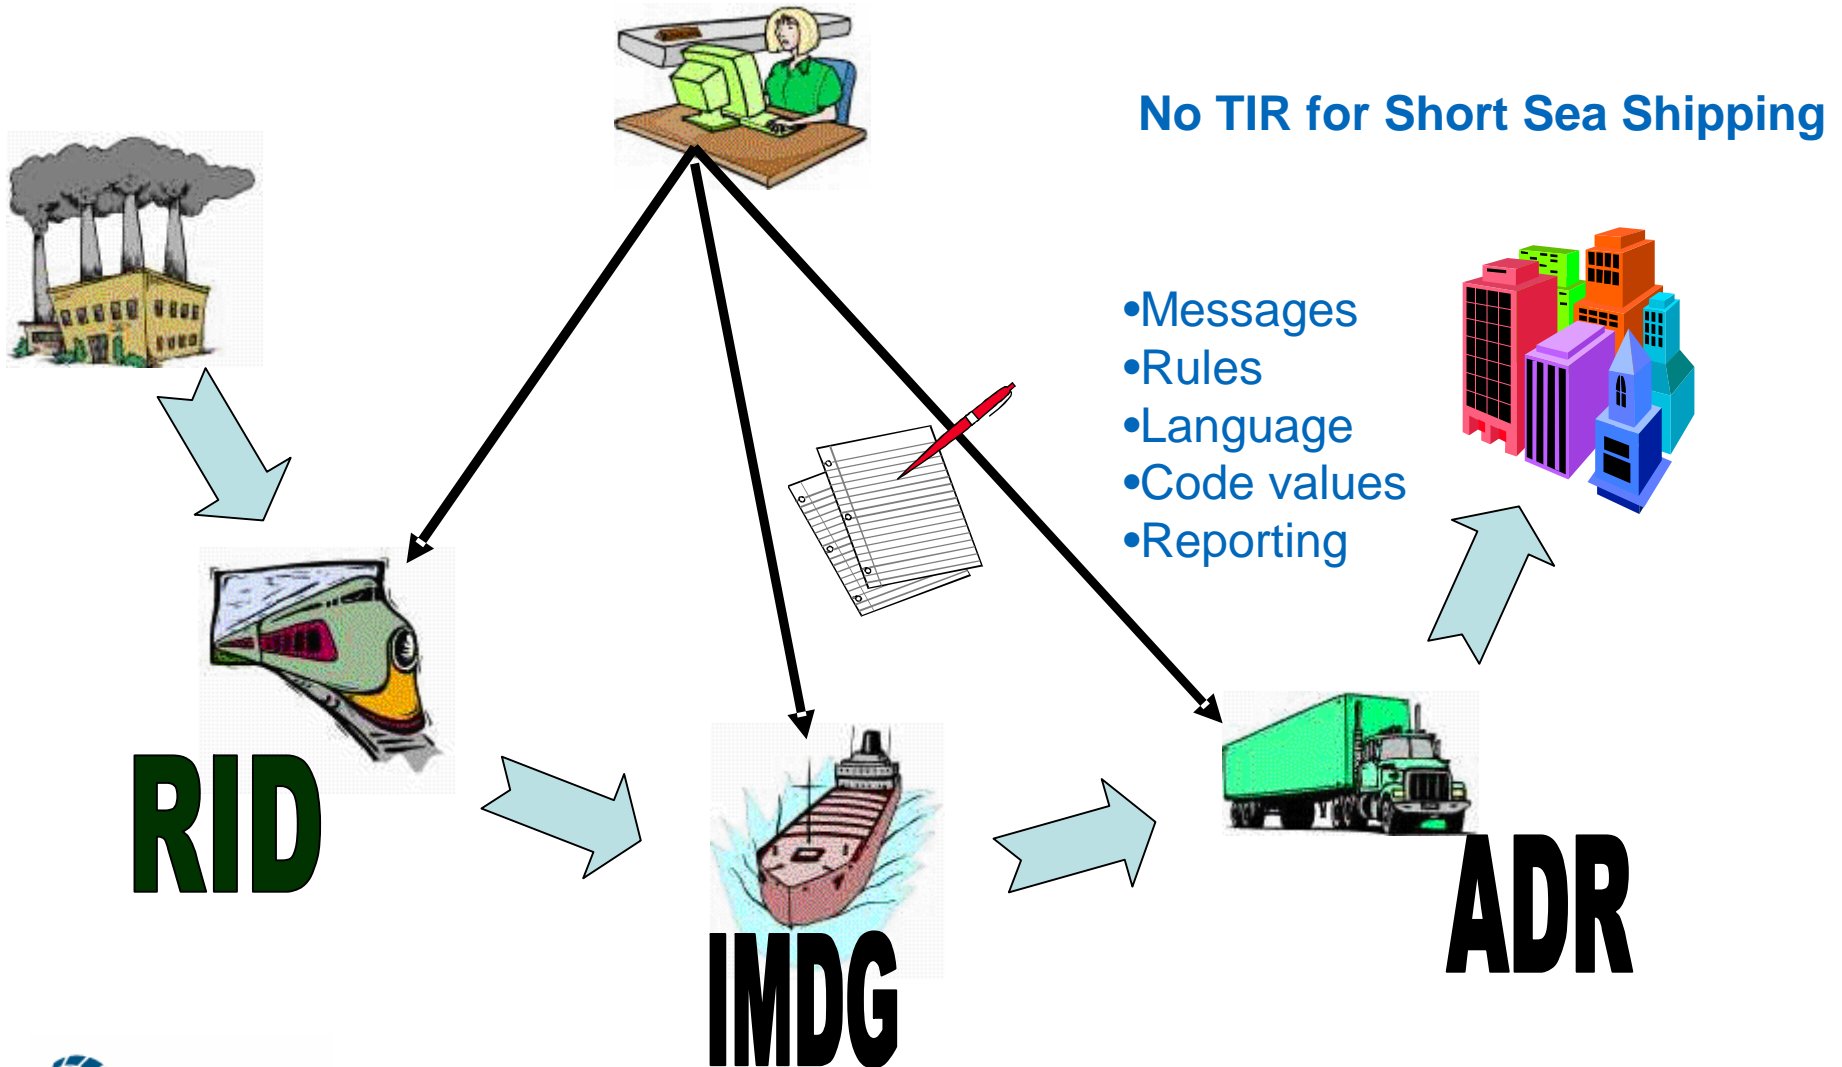 No TIR for Short Sea Shipping
•Messages
•Rules
•Language
•Code values
•Reporting
RID
ADR
IMDG